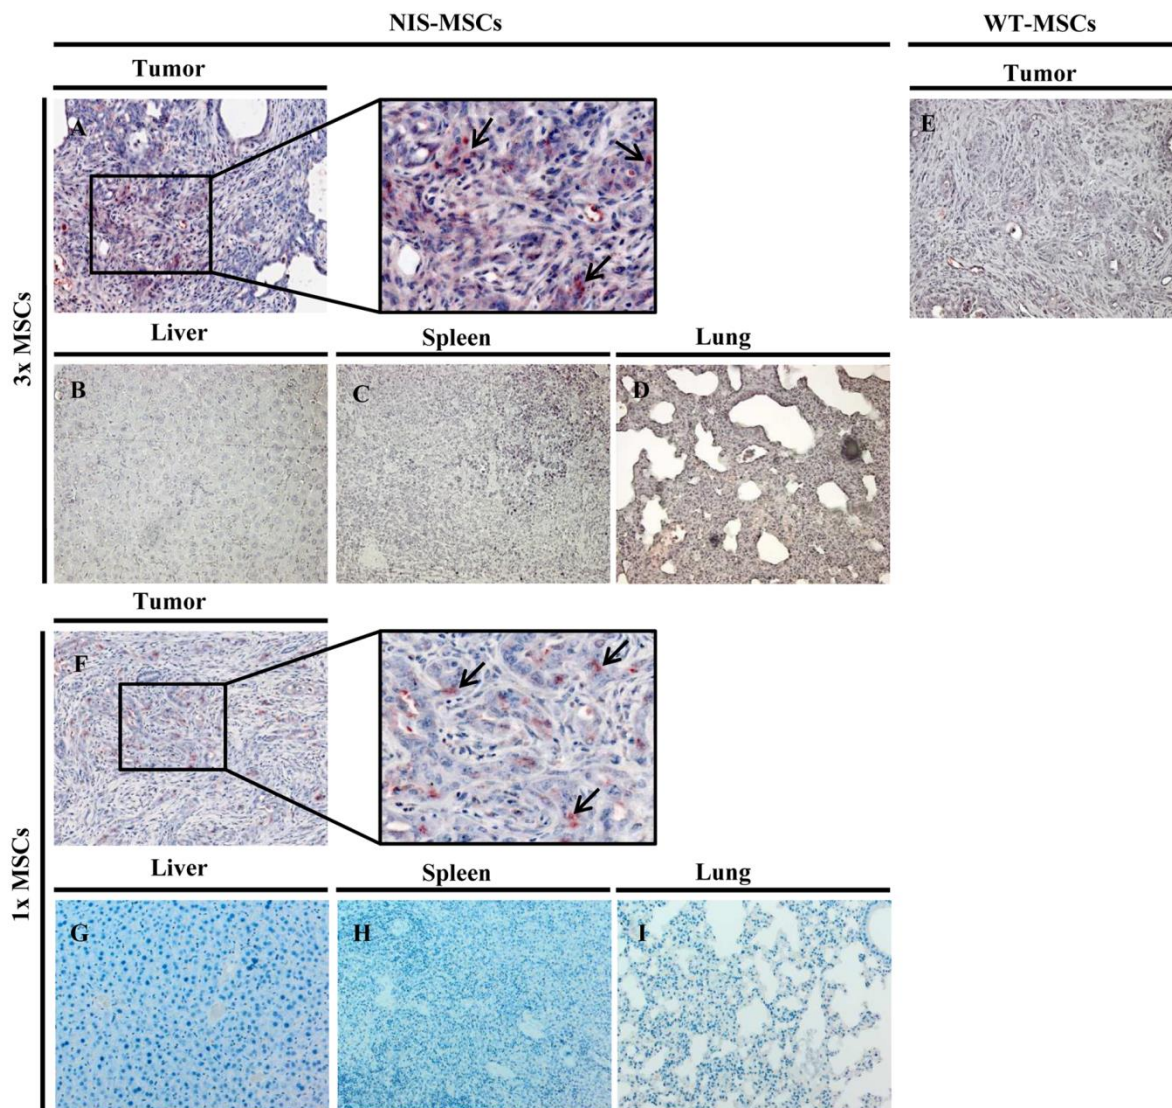 NIS-MSCs
WT-MSCs
Tumor
Tumor
3x MSCs
A
E
Liver
Spleen
Lung
B
C
D
Tumor
1x MSCs
F
Liver
Spleen
Lung
G
H
I